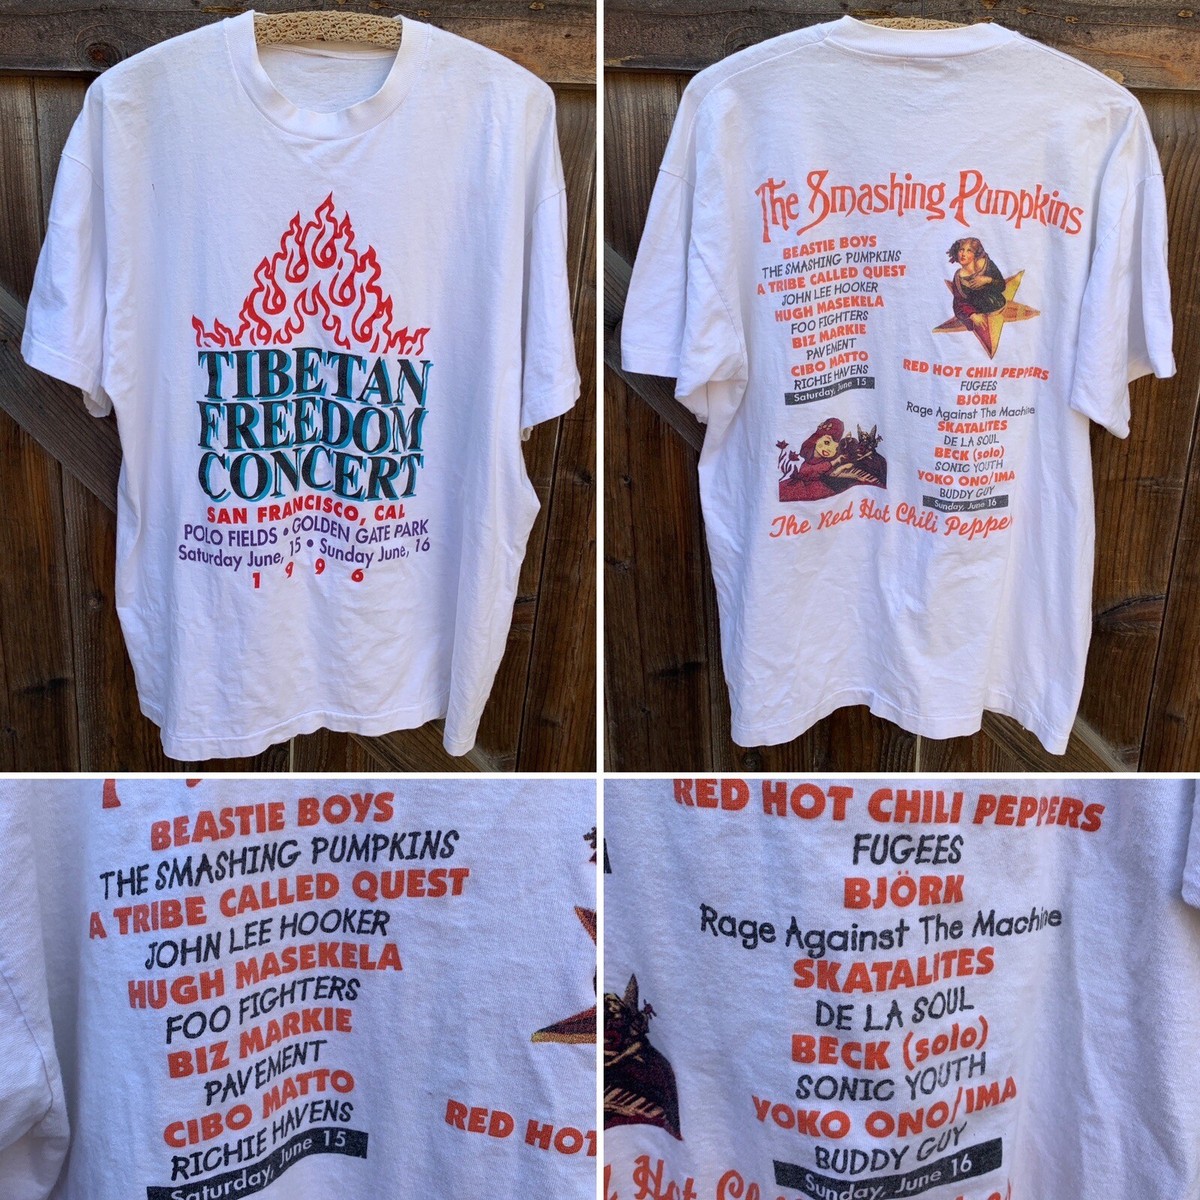 TIBETAN
FREEDOM
CONCERT
SAN FRANCISCO, CAL
POLO FIELDS • GOLDEN GATE PARK
Saturday June, 15 • Sunday June, 16
1996
The Smashing Pumpkins
BEASTIE BOYS
THE SMASHING PUMPKINS
A TRIBE CALLED QUEST
JOHN LEE HOOKER
HUGH MASEKELA
FOO FIGHTERS
BIZ MARKIE
PAVEMENT
CIBO MATTO
RICHIE HAVENS
Saturday, June 15
RED HOT CHILI PEPPERS
FUGEES
BJÖRK
Rage Against The Machine
SKATALITES
DE LA SOUL
BECK (solo)
SONIC YOUTH
YOKO ONO/IMA
BUDDY GUY
Sunday, June 16
The Red Hot Chili Pepper
BEASTIE BOYS
THE SMASHING PUMPKINS
A TRIBE CALLED QUEST
JOHN LEE HOOKER
HUGH MASEKELA
FOO FIGHTERS
BIZ MARKIE
PAVEMENT
CIBO MATTO
RICHIE HAVENS
Saturday, June 15
RED HOT
RED HOT CHILI PEPPERS
FUGEES
BJÖRK
Rage Against The Machine
SKATALITES
DE LA SOUL
BECK (solo)
SONIC YOUTH
YOKO ONO/IMA
BUDDY GUY
Sunday, June 16
Hot